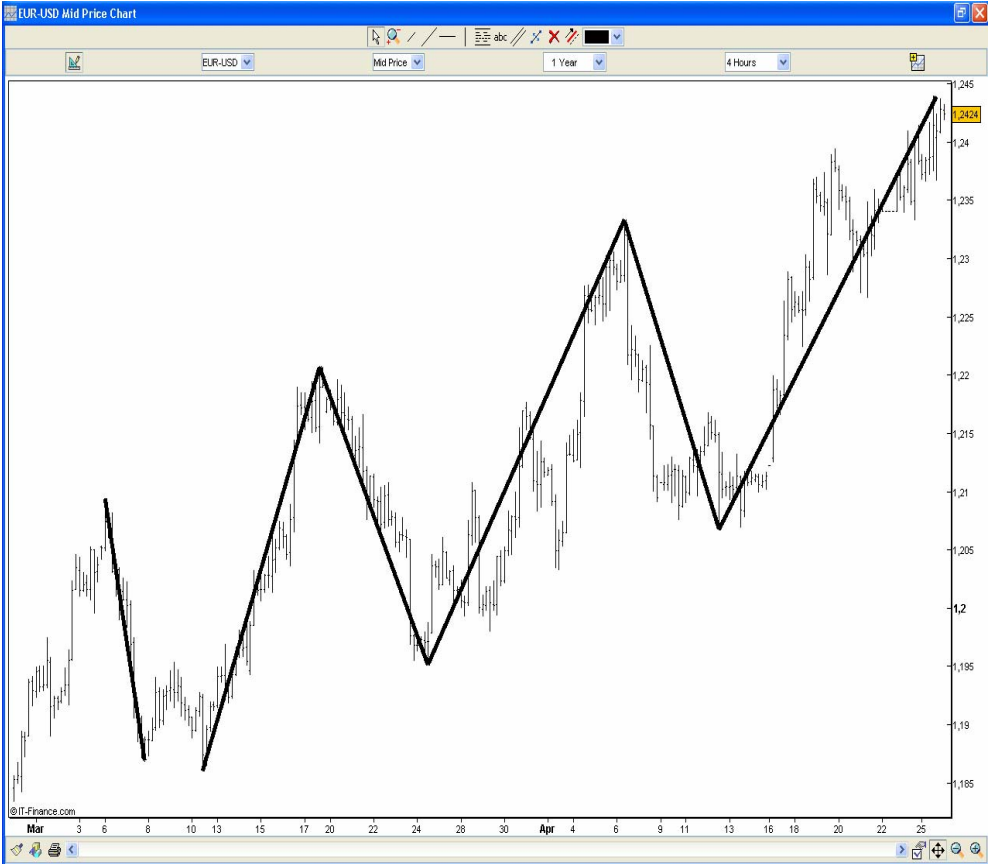 EUR-USD Mid Price Chart
abc
EUR-USD Mid Price 1 Year 4 Hours
1,245
1,2424
1,24
1,235
1,23
1,225
1,22
1,215
1,21
1,205
1,2
1,195
1,19
1,185
© IT-Finance.com
Mar 3 6 8 10 13 15 17 20 22 24 26 28 30 Apr 4 6 9 11 13 16 18 20 22 25